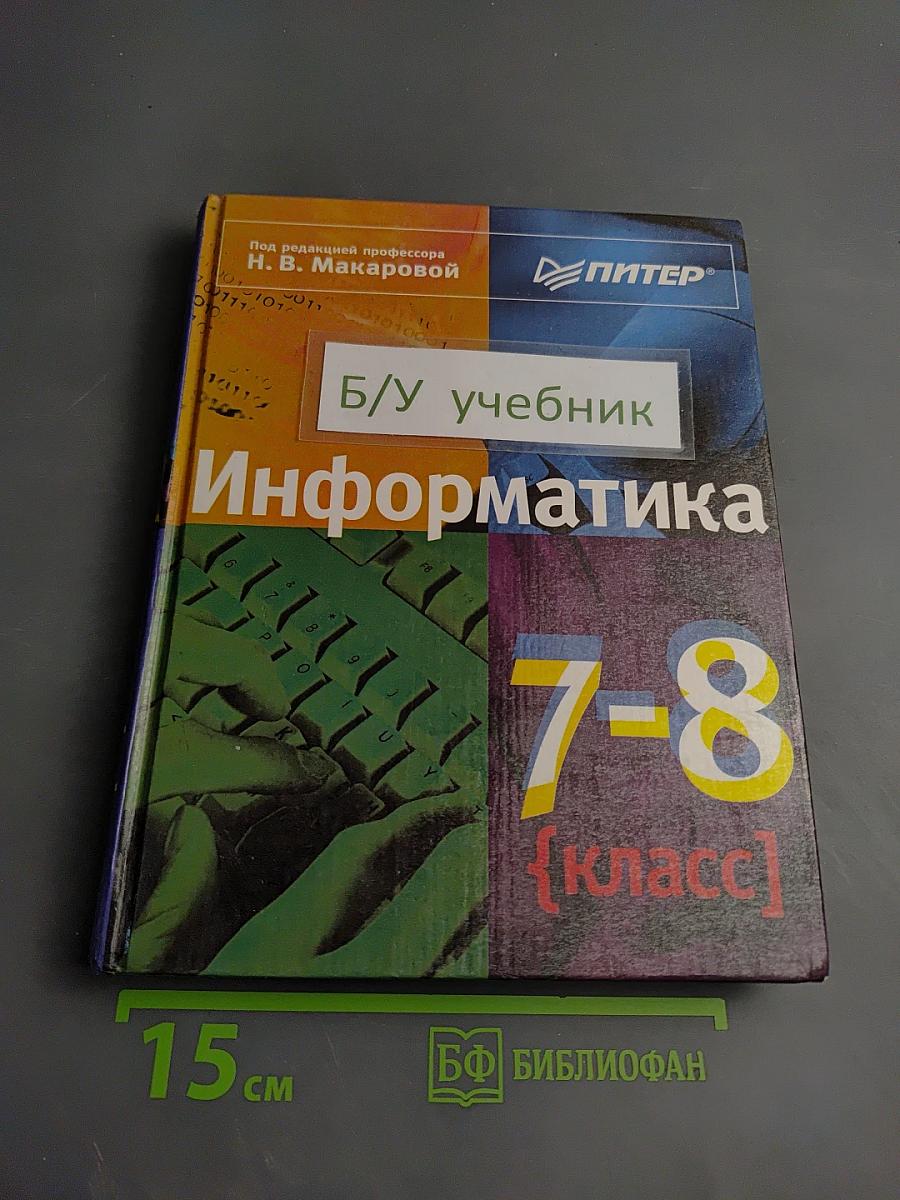 Под редакцией профессора
Н. В. Макаровой
ПИТЕР®
Б/У учебник
Информатика
7-8
{класс]
15 см
БФ БИБЛИОФАН